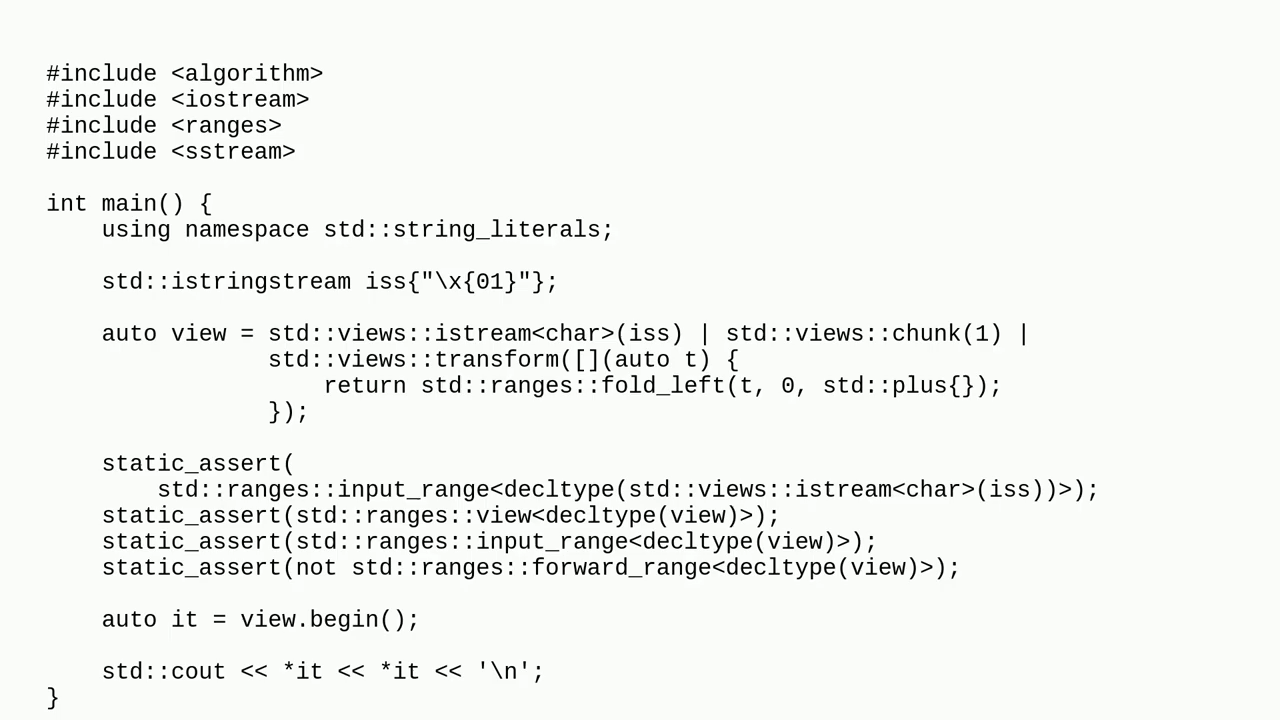 #include <algorithm>
#include <iostream>
#include <ranges>
#include <sstream>

int main() {
    using namespace std::string_literals;

    std::istringstream iss{"\x{01}"};

    auto view = std::views::istream<char>(iss) | std::views::chunk(1) |
                std::views::transform([](auto t) {
                    return std::ranges::fold_left(t, 0, std::plus{});
                });

    static_assert(
        std::ranges::input_range<decltype(std::views::istream<char>(iss))>);
    static_assert(std::ranges::view<decltype(view)>);
    static_assert(std::ranges::input_range<decltype(view)>);
    static_assert(not std::ranges::forward_range<decltype(view)>);

    auto it = view.begin();

    std::cout << *it << *it << '\n';
}